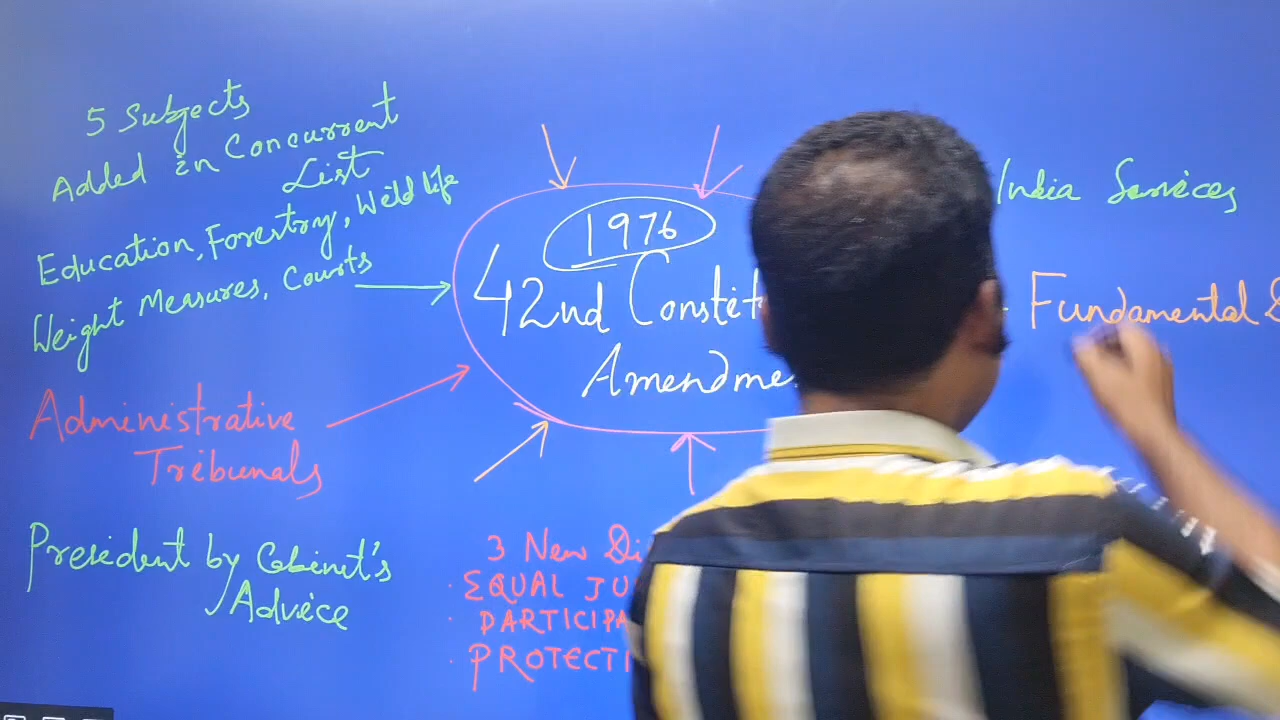 5 Subjects
Added in Concurrent
List
Education, Forestry, Wild life
Weight Measures, Courts
Administrative
Tribunals
President by Cabinet's
Advice
1976
42nd Constit
Amendme
3 New Di
· EQUAL JU
· PARTICIPA
· PROTECTI
India Services
Fundamental D